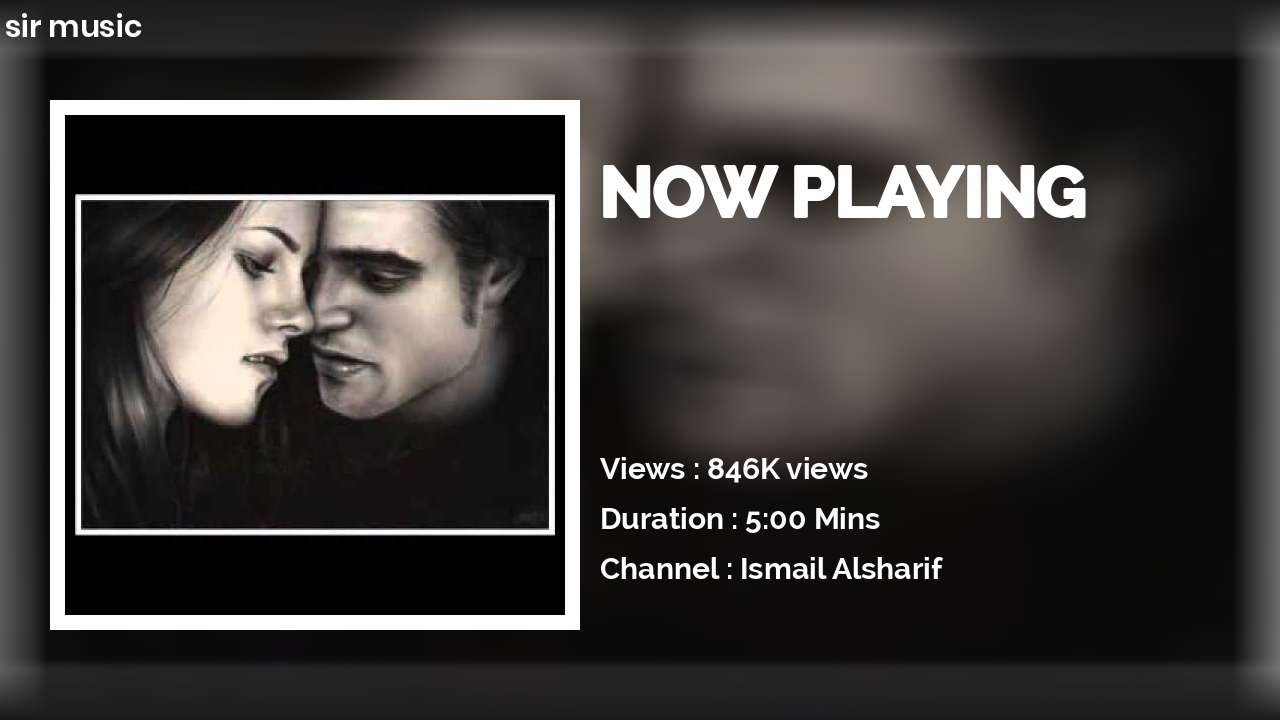 sir music
NOW PLAYING
Views : 846K views
Duration : 5:00 Mins
Channel : Ismail Alsharif